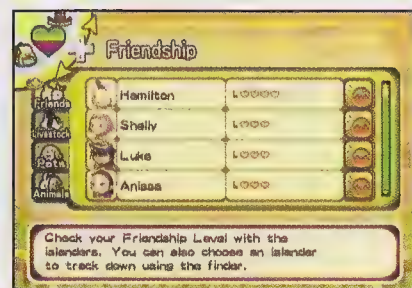 Friendship
Friends
Hamilton
Livestock
Shelly
Pets
Luke
Animals
Anissa
Check your Friendship Level with the
islanders. You can also choose an islander
to track down using the finder.